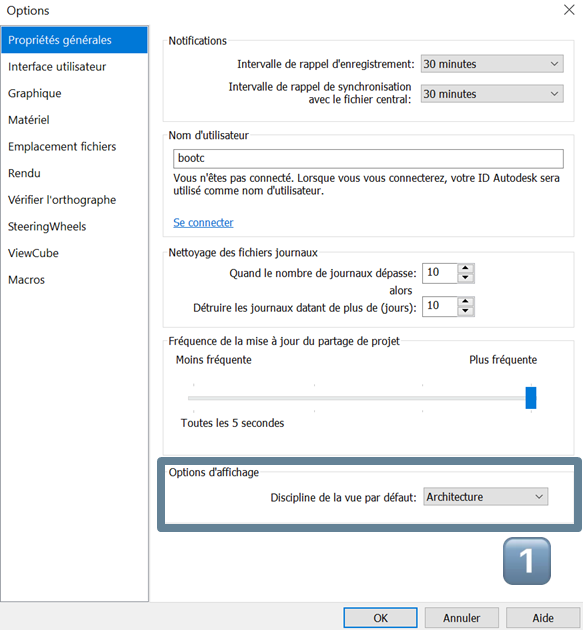 Options
Propriétés générales
Interface utilisateur
Graphique
Matériel
Emplacement fichiers
Rendu
Vérifier l'orthographe
SteeringWheels
ViewCube
Macros
Notifications
Intervalle de rappel d'enregistrement: 30 minutes
Intervalle de rappel de synchronisation
avec le fichier central: 30 minutes
Nom d'utilisateur
bootc
Vous n'êtes pas connecté. Lorsque vous vous connecterez, votre ID Autodesk sera
utilisé comme nom d'utilisateur.
Se connecter
Nettoyage des fichiers journaux
Quand le nombre de journaux dépasse: 10
alors
Détruire les journaux datant de plus de (jours): 10
Fréquence de la mise à jour du partage de projet
Moins fréquente Plus fréquente
Toutes les 5 secondes
Options d'affichage
Discipline de la vue par défaut: Architecture
1
OK Annuler Aide